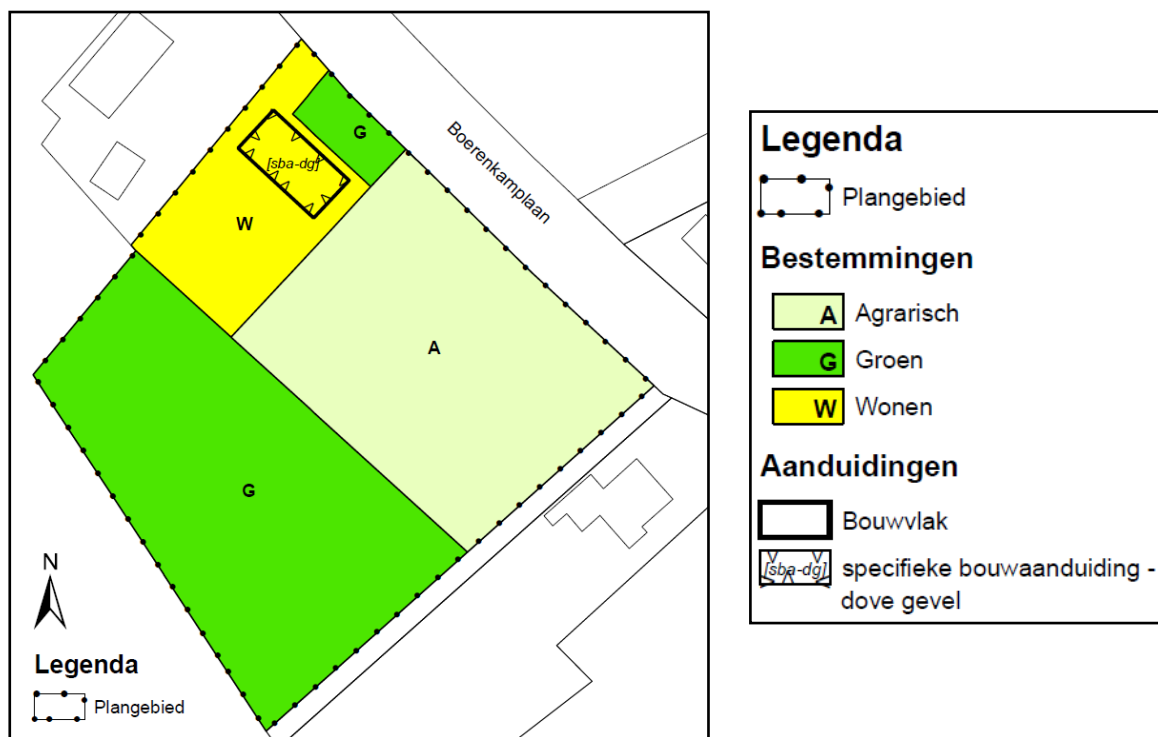 G
Boerenkamplaan
[sba-dg]
W
A
G
N
Legenda
Plangebied
Legenda
Plangebied
Bestemmingen
A Agrarisch
G Groen
W Wonen
Aanduidingen
Bouwvlak
[sba-dg] specifieke bouwaanduiding -
dove gevel